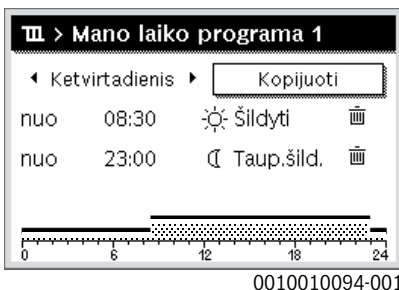 > Mano laiko programa 1
Ketvirtadienis Kopijuoti
nuo 08:30 Šildyti
nuo 23:00 Taup.šild.
0 6 12 18 24
0010010094-001